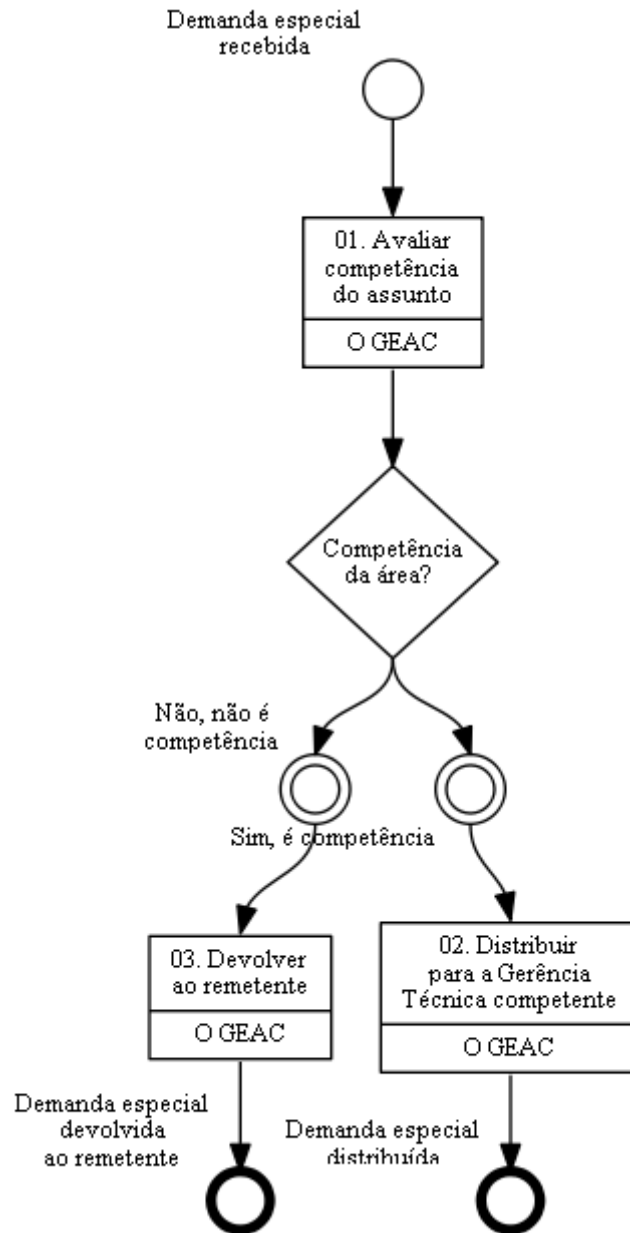 Demanda especial
recebida
01. Avaliar
competência
do assunto
O GEAC
Competência
da área?
Não, não é
competência
Sim, é competência
03. Devolver
ao remetente
O GEAC
02. Distribuir
para a Gerência
Técnica competente
O GEAC
Demanda especial
devolvida
ao remetente
Demanda especial
distribuída